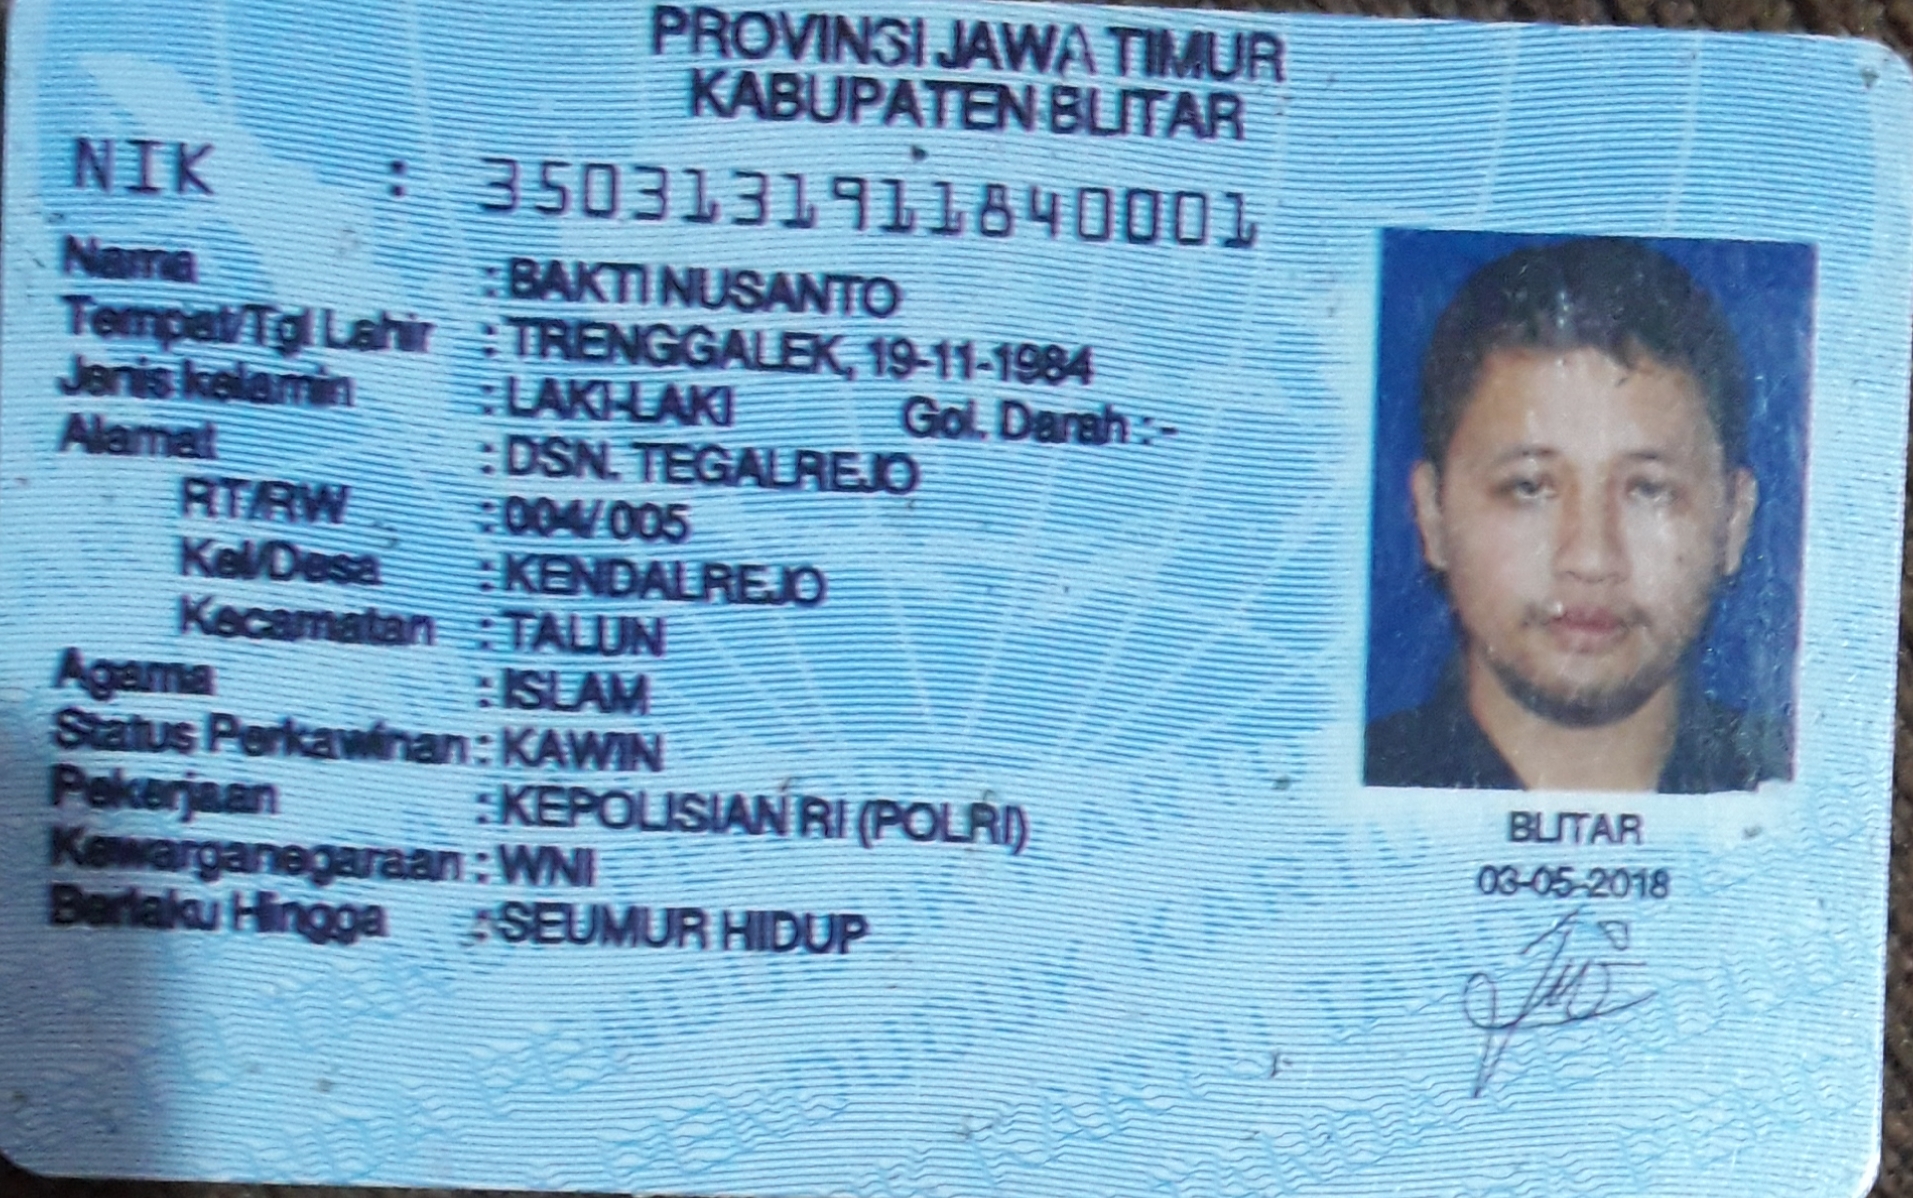 PROVINSI JAWA TIMUR
KABUPATEN BLITAR
NIK : 3503131911840001
Nama : BAKTI NUSANTO
Tempat/Tgl Lahir : TRENGGALEK, 19-11-1984
Jenis kelamin : LAKI-LAKI Gol. Darah : -
Alamat : DSN. TEGALREJO
RT/RW : 004/ 005
Kel/Desa : KENDALREJO
Kecamatan : TALUN
Agama : ISLAM
Status Perkawinan : KAWIN
Pekerjaan : KEPOLISIAN RI (POLRI)
Kewarganegaraan : WNI
Berlaku Hingga : SEUMUR HIDUP
BLITAR
03-05-2018